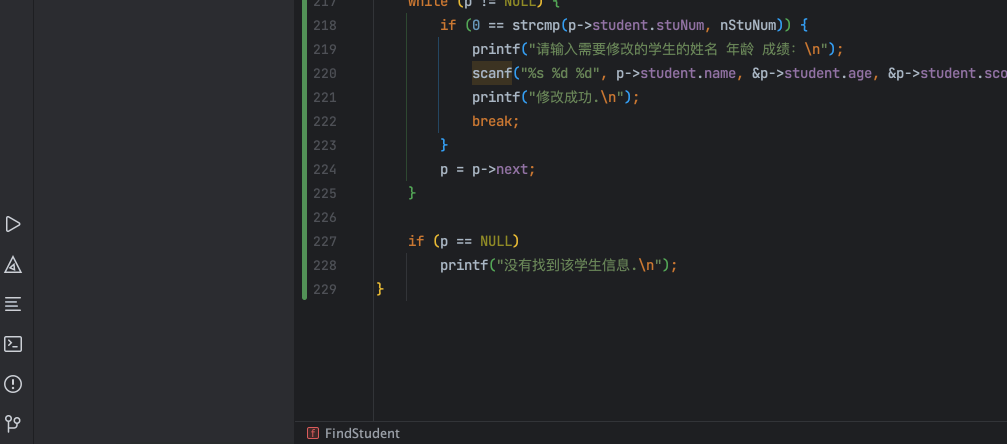 217 while (p != NULL) {
218 if (0 == strcmp(p->student.stuNum, nStuNum)) {
219 printf("请输入需要修改的学生的姓名 年龄 成绩: \n");
220 scanf("%s %d %d", p->student.name, &p->student.age, &p->student.sco
221 printf("修改成功.\n");
222 break;
223 }
224 p = p->next;
225 }
226
227 if (p == NULL)
228 printf("没有找到该学生信息.\n");
229 }
f FindStudent